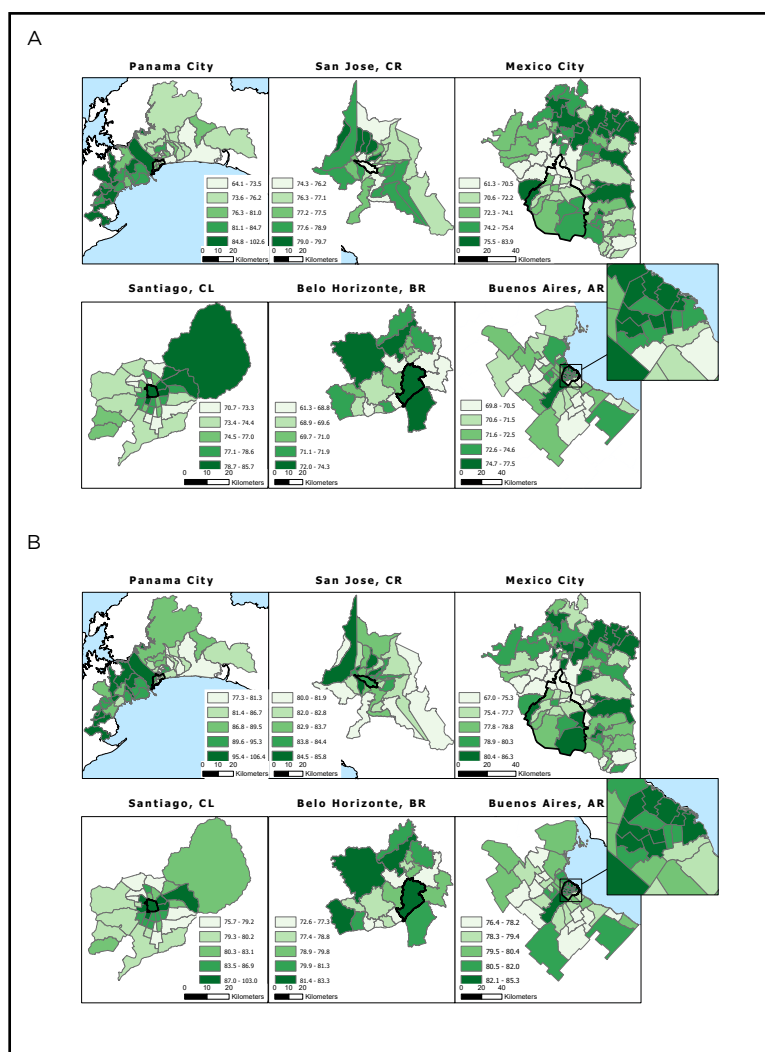 A
Panama City
San Jose, CR
Mexico City
64.1 - 73.5
73.6 - 76.2
76.3 - 81.0
81.1 - 84.7
84.8 - 102.6
0 10 20
Kilometers
74.3 - 76.2
76.3 - 77.1
77.2 - 77.5
77.6 - 78.9
79.0 - 79.7
0 10 20
Kilometers
61.3 - 70.5
70.6 - 72.2
72.3 - 74.1
74.2 - 75.4
75.5 - 83.9
0 20 40
Kilometers
Santiago, CL
Belo Horizonte, BR
Buenos Aires, AR
70.7 - 73.3
73.4 - 74.4
74.5 - 77.0
77.1 - 78.6
78.7 - 85.7
0 20 40
Kilometers
61.3 - 68.8
68.9 - 69.6
69.7 - 71.0
71.1 - 71.9
72.0 - 74.3
0 10 20
Kilometers
69.8 - 70.5
70.6 - 71.5
71.6 - 72.5
72.6 - 74.6
74.7 - 77.5
0 20 40
Kilometers
B
Panama City
San Jose, CR
Mexico City
77.3 - 81.3
81.4 - 86.7
86.8 - 89.5
89.6 - 95.3
95.4 - 106.4
0 10 20
Kilometers
80.0 - 81.9
82.0 - 82.8
82.9 - 83.7
83.8 - 84.4
84.5 - 85.8
0 10 20
Kilometers
67.0 - 75.3
75.4 - 77.7
77.8 - 78.8
78.9 - 80.3
80.4 - 86.3
0 20 40
Kilometers
Santiago, CL
Belo Horizonte, BR
Buenos Aires, AR
75.7 - 79.2
79.3 - 80.2
80.3 - 83.1
83.5 - 86.9
87.0 - 103.0
0 20 40
Kilometers
72.6 - 77.3
77.4 - 78.8
78.9 - 79.8
79.9 - 81.3
81.4 - 83.3
0 10 20
Kilometers
76.4 - 78.2
78.3 - 79.4
79.5 - 80.4
80.5 - 82.0
82.1 - 85.3
0 20 40
Kilometers